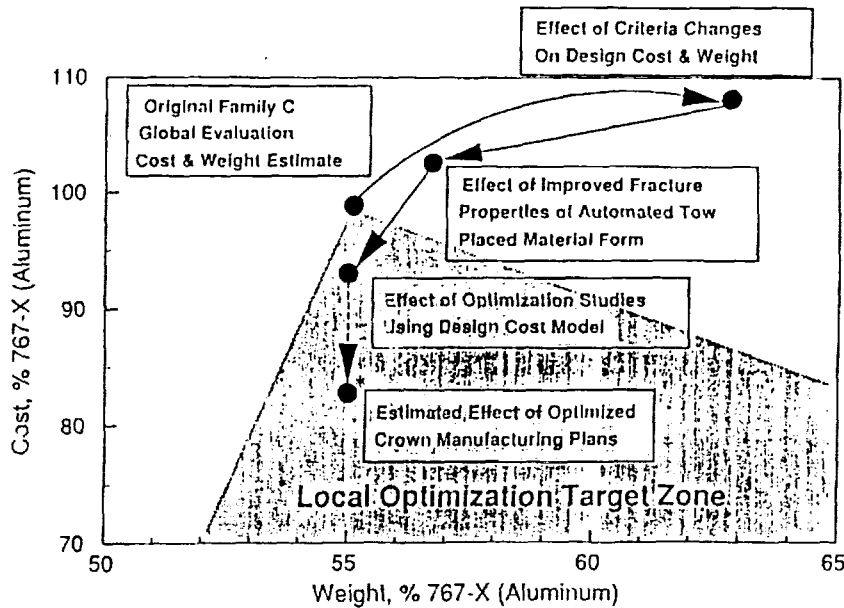 Effect of Criteria Changes
On Design Cost & Weight
110
Original Family C
Global Evaluation
Cost & Weight Estimate
100
Effect of Improved Fracture
Properties of Automated Tow
Placed Material Form
90
Effect of Optimization Studies
Using Design Cost Model
*
Estimated Effect of Optimized
Crown Manufacturing Plans
80
Local Optimization Target Zone
70
50
55
60
65
Cost, % 767-X (Aluminum)
Weight, % 767-X (Aluminum)